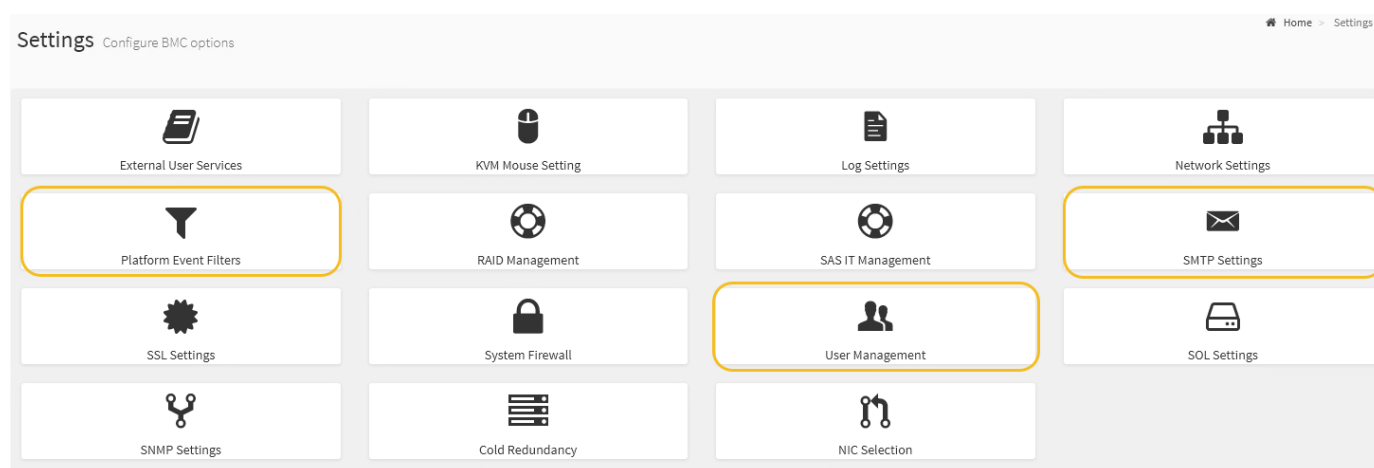 Home > Settings
Settings Configure BMC options
External User Services
KVM Mouse Setting
Log Settings
Network Settings
Platform Event Filters
RAID Management
SAS IT Management
SMTP Settings
SSL Settings
System Firewall
User Management
SOL Settings
SNMP Settings
Cold Redundancy
NIC Selection